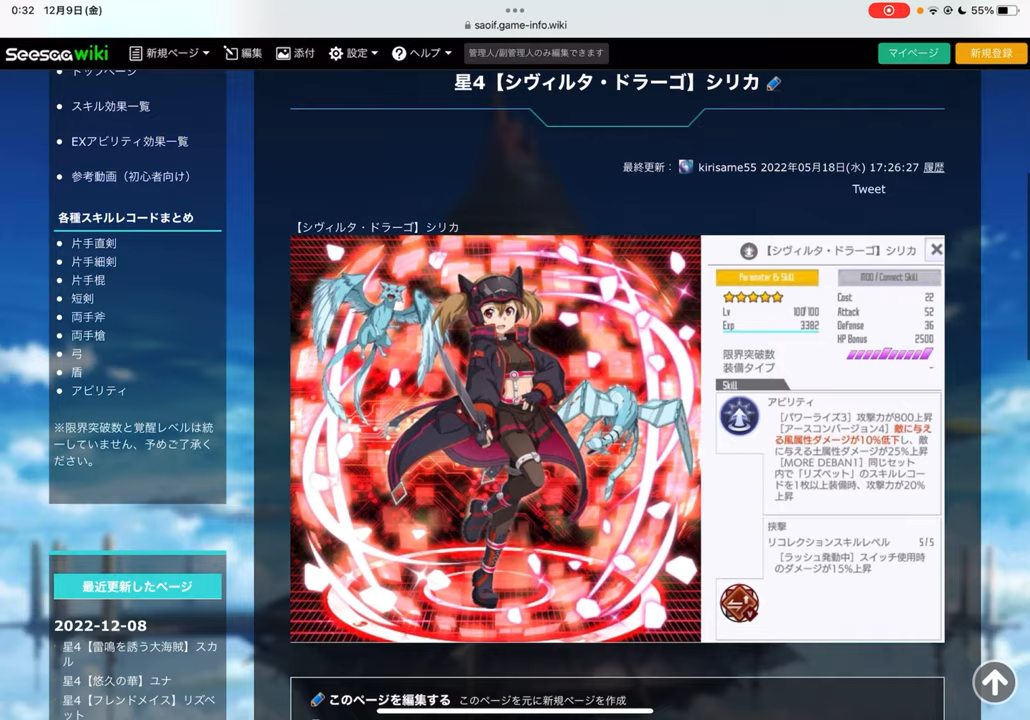 0:32 12月9日(金)
saoif.game-info.wiki
55%
Seesaa wiki
新規ページ
編集
添付
設定
ヘルプ
管理人/副管理人のみ編集できます
マイページ
新規登録
トップページ
スキル効果一覧
EXアビリティ効果一覧
参考動画（初心者向け）
各種スキルレコードまとめ
片手直剣
片手細剣
片手棍
短剣
両手斧
両手槍
弓
盾
アビリティ
※限界突破数と覚醒レベルは統
一していません、予めご了承く
ださい。
最近更新したページ
2022-12-08
星4【雷鳴を誘う大海賊】スカ
ル
星4【悠久の華】ユナ
星4【フレンドメイス】リズベ
ット
星4【シヴィルタ・ドラーゴ】シリカ
最終更新： kirisame55 2022年05月18日(水) 17:26:27 履歴
Tweet
【シヴィルタ・ドラーゴ】シリカ
【シヴィルタ・ドラーゴ】シリカ
Parameter & Skill
MOD / Connect Skill
Lv 100/100
Exp 3382
Cost 22
Attack 52
Defense 36
HP Bonus 2500
限界突破数
装備タイプ -
Skill
アビリティ
［パワーライズ3］攻撃力が800上昇
［アースコンバージョン4］敵に与え
る風属性ダメージが10%低下し、敵
に与える土属性ダメージが25%上昇
［MORE DEBAN1］同じセット
内で「リズベット」のスキルレコー
ドを1枚以上装備時、攻撃力が20%
上昇
挟撃
リコレクションスキルレベル 5/5
［ラッシュ発動中］スイッチ使用時
のダメージが15%上昇
このページを編集する このページを元に新規ページを作成